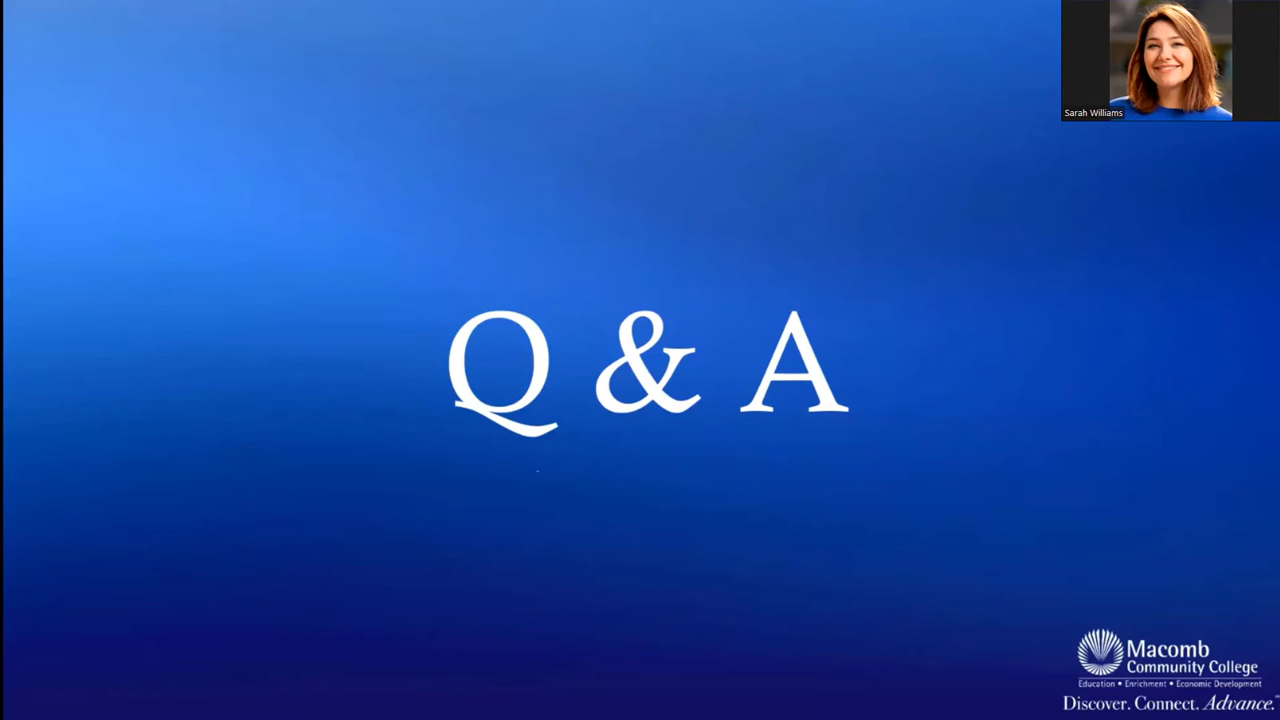 Sarah Williams
Q & A
Macomb
Community College
Education • Enrichment • Economic Development
Discover. Connect. Advance.